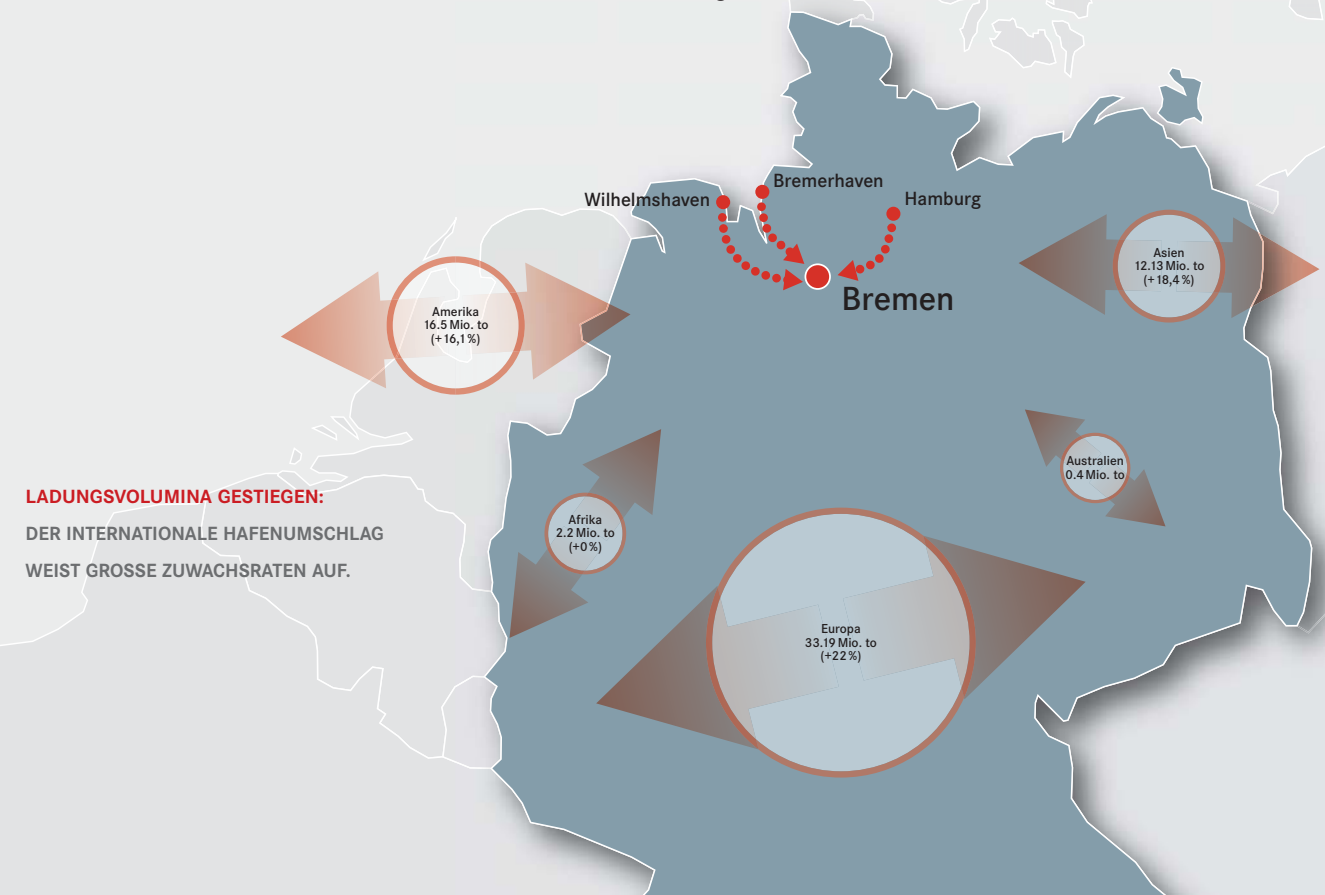 Wilhelmshaven
Bremerhaven
Hamburg
Bremen
Amerika
16.5 Mio. to
(+16,1%)
Asien
12.13 Mio. to
(+18,4%)
Australien
0.4 Mio. to
Afrika
2.2 Mio. to
(+0%)
Europa
33.19 Mio. to
(+22%)
LADUNGSVOLUMINA GESTIEGEN:
DER INTERNATIONALE HAFENUMSCHLAG
WEIST GROSSE ZUWACHSRATEN AUF.